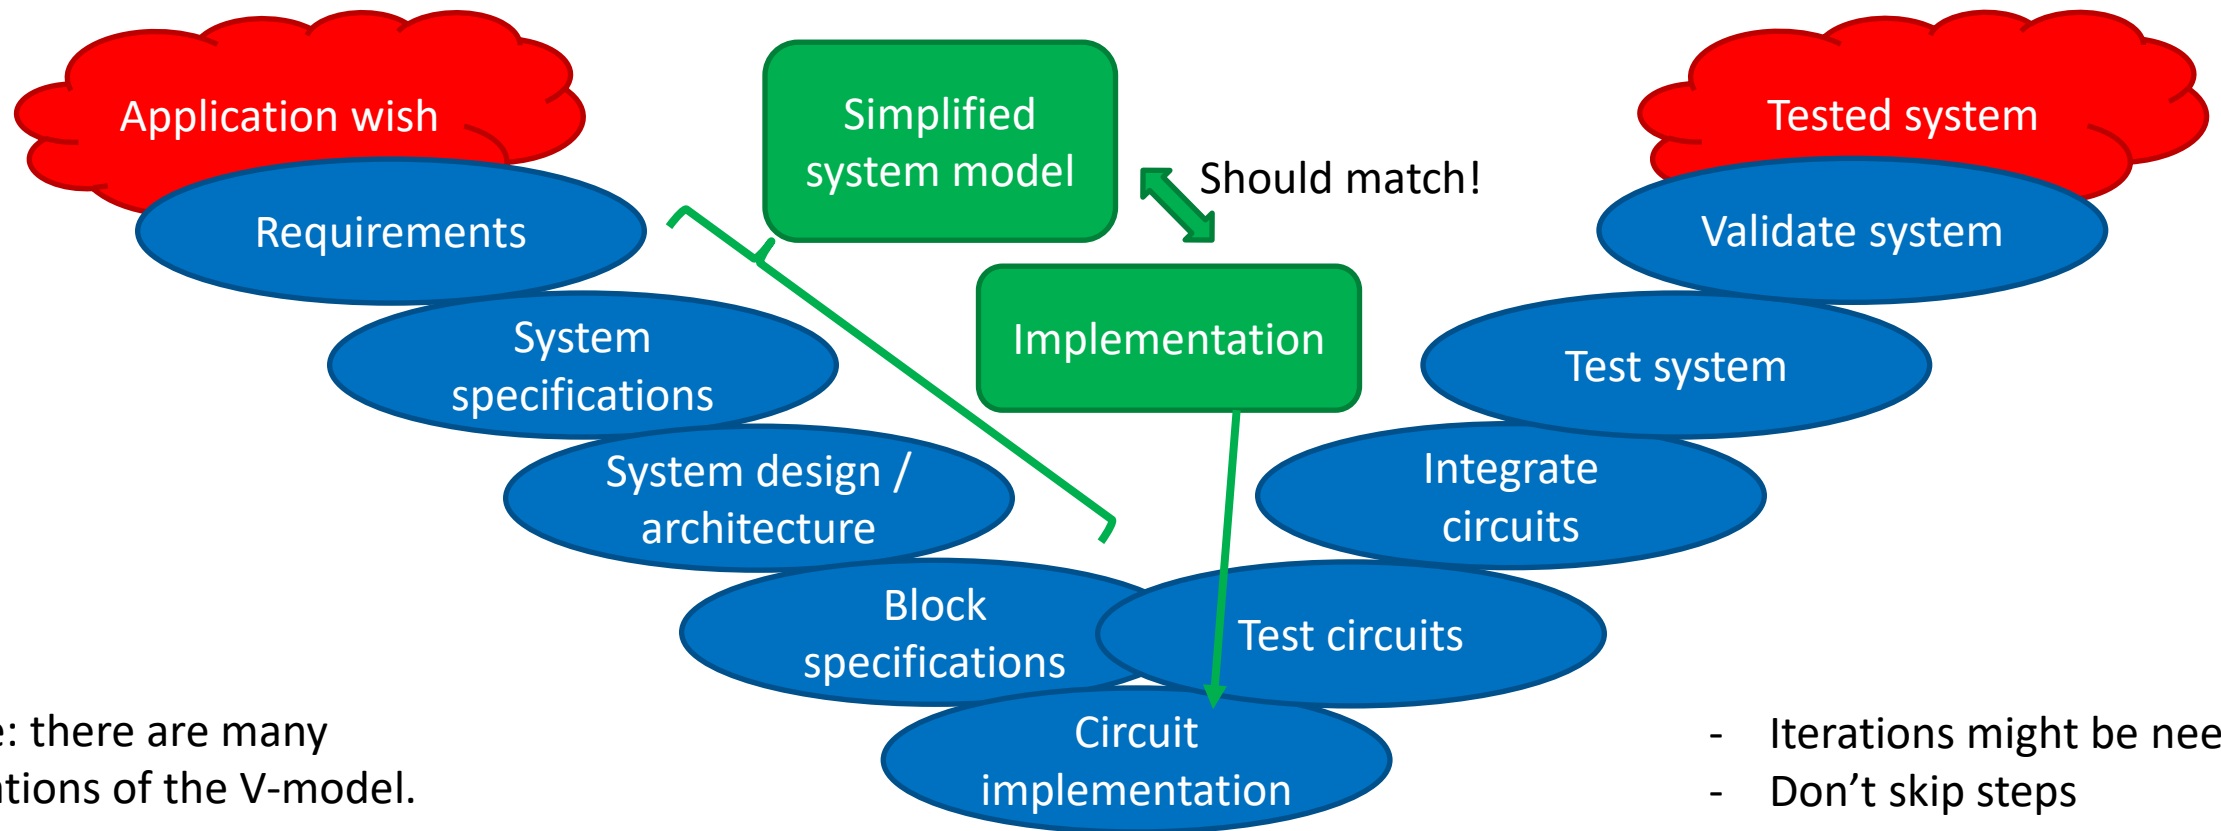 Application wish
Requirements
System
specifications
System design /
architecture
Block
specifications
Circuit
implementation
Simplified
system model
Should match!
Implementation
Tested system
Validate system
Test system
Integrate
circuits
Test circuits
: there are many
of the V-model.
- Iterations might be
- Don’t skip steps